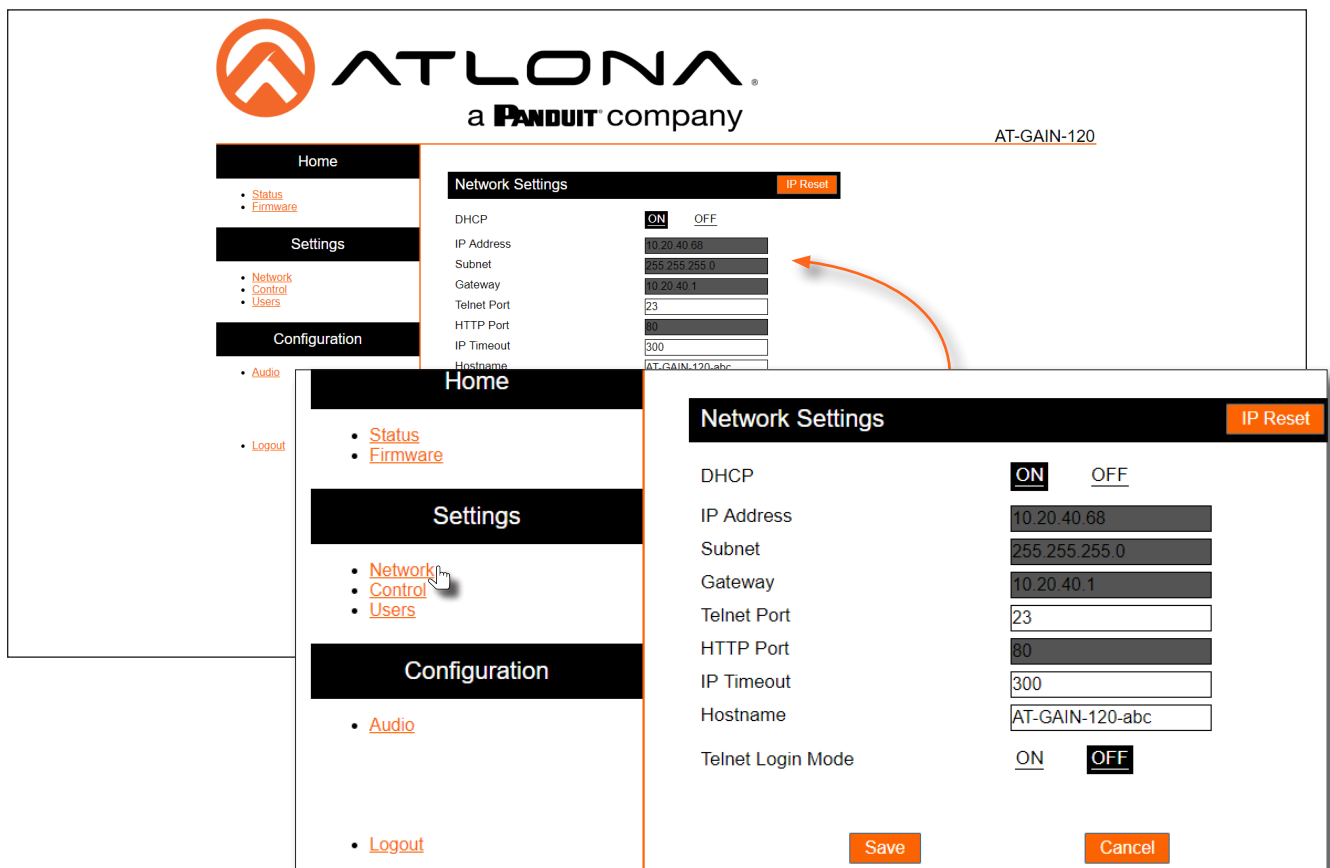 ATLONA®
a PANDUIT® company
AT-GAIN-120
Home
Status
Firmware
Settings
Network
Control
Users
Configuration
Audio
Logout
Network Settings IP Reset
DHCP ON OFF
IP Address 10.20.40.68
Subnet 255.255.255.0
Gateway 10.20.40.1
Telnet Port 23
HTTP Port 80
IP Timeout 300
Hostname AT-GAIN-120-abc
Home
Status
Firmware
Settings
Network
Control
Users
Configuration
Audio
Logout
Network Settings IP Reset
DHCP ON OFF
IP Address 10.20.40.68
Subnet 255.255.255.0
Gateway 10.20.40.1
Telnet Port 23
HTTP Port 80
IP Timeout 300
Hostname AT-GAIN-120-abc
Telnet Login Mode ON OFF
Save Cancel